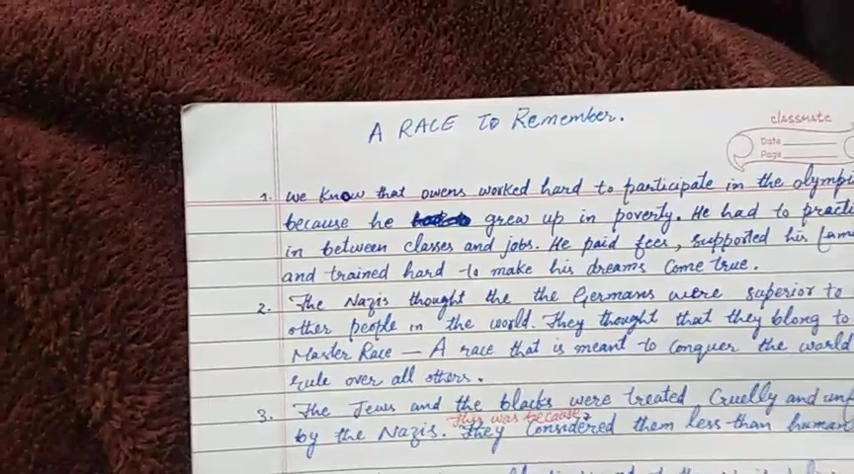 A RACE To Remember.
classmate
Date
Page
1. We know that owens worked hard to participate in the olympi
because he grew up in poverty. He had to practi
in between classes and jobs. He paid fees, supported his fam
and trained hard to make his dreams come true.
2. The Nazis thought the the Germans were superior to
other people in the world. They thought that they blong to
Master Race — A race that is meant to conquer the world
rule over all others.
3. The Jews and the blacks were treated Cruelly and unf
This was because
by the Nazis. They Considered them less than human